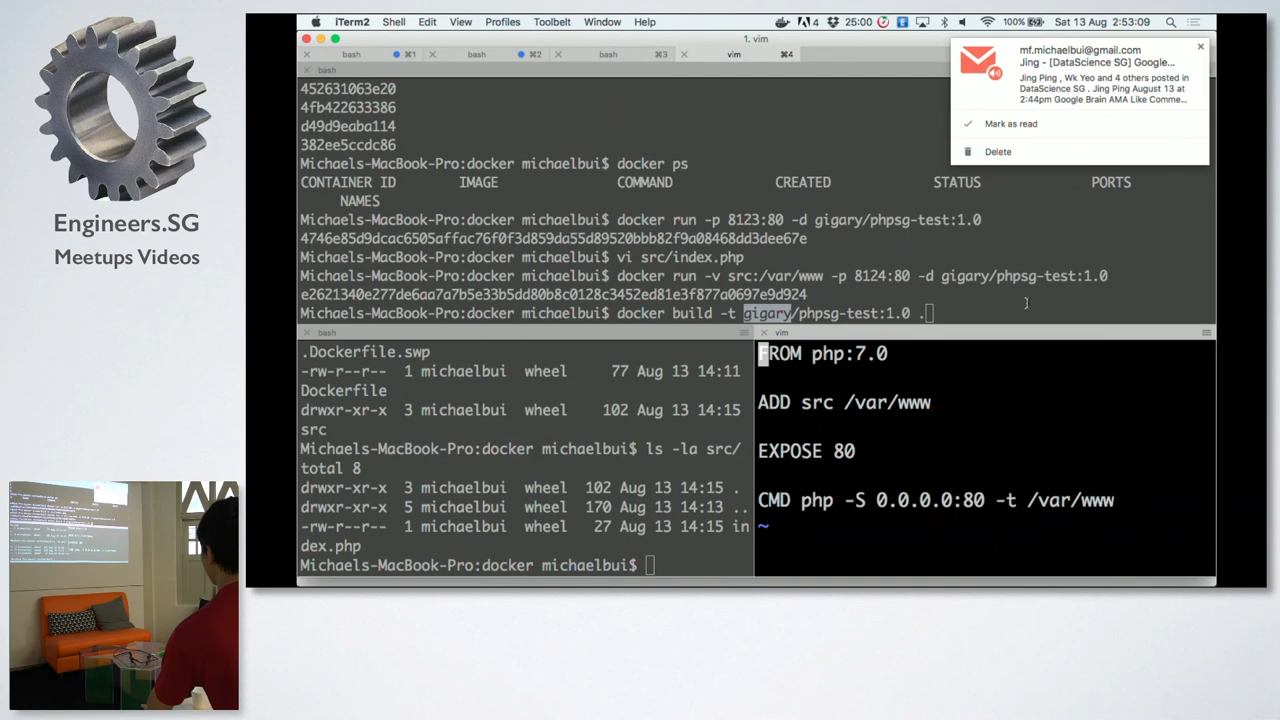 Engineers.SG
Meetups Videos
iTerm2 Shell Edit View Profiles Toolbelt Window Help
4 25:00 100% Sat 13 Aug 2:53:09
1. vim
bash ⌘1 bash ⌘2 bash ⌘3 vim ⌘4
bash
mf.michaelbui@gmail.com
Jing - [DataScience SG] Google...
Jing Ping , Wk Yeo and 4 others posted in
DataScience SG . Jing Ping August 13 at
2:44pm Google Brain AMA Like Comme...
Mark as read
Delete
452631063e20
4fb422633386
d49d9eaba114
382ee5ccdc86
Michaels-MacBook-Pro:docker michaelbui$ docker ps
CONTAINER ID IMAGE COMMAND CREATED STATUS PORTS
NAMES
Michaels-MacBook-Pro:docker michaelbui$ docker run -p 8123:80 -d gigary/phpsg-test:1.0
4746e85d9dcac6505affac76f0f3d859da55d89520bbb82f9a08468dd3dee67e
Michaels-MacBook-Pro:docker michaelbui$ vi src/index.php
Michaels-MacBook-Pro:docker michaelbui$ docker run -v src:/var/www -p 8124:80 -d gigary/phpsg-test:1.0
e2621340e277de6aa7a7b5e33b5dd80b8c0128c3452ed81e3f877a0697e9d924
Michaels-MacBook-Pro:docker michaelbui$ docker build -t gigary/phpsg-test:1.0 .
bash
.Dockerfile.swp
-rw-r--r-- 1 michaelbui wheel 77 Aug 13 14:11
Dockerfile
drwxr-xr-x 3 michaelbui wheel 102 Aug 13 14:15
src
Michaels-MacBook-Pro:docker michaelbui$ ls -la src/
total 8
drwxr-xr-x 3 michaelbui wheel 102 Aug 13 14:15 .
drwxr-xr-x 5 michaelbui wheel 170 Aug 13 14:13 ..
-rw-r--r-- 1 michaelbui wheel 27 Aug 13 14:15 in
dex.php
Michaels-MacBook-Pro:docker michaelbui$
vim
FROM php:7.0
ADD src /var/www
EXPOSE 80
CMD php -S 0.0.0.0:80 -t /var/www
~